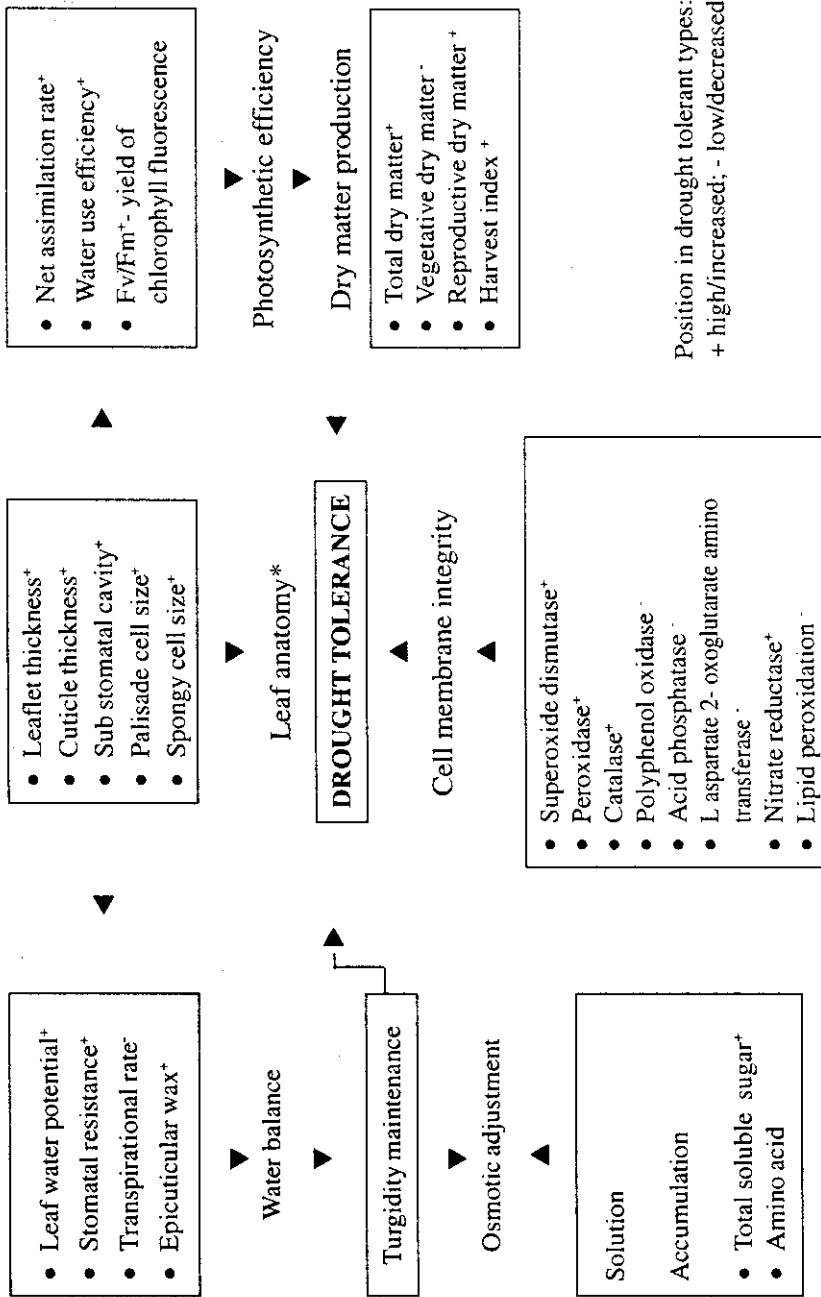 • Leaf water potential⁺
• Stomatal resistance⁺
• Transpirational rate⁻
• Epicuticular wax⁺
Water balance
Turgidity maintenance
Osmotic adjustment
Solution
Accumulation
• Total soluble sugar⁺
• Amino acid
• Leaflet thickness⁺
• Cuticle thickness⁺
• Sub stomatal cavity⁺
• Palisade cell size⁺
• Spongy cell size⁺
Leaf anatomy*
DROUGHT TOLERANCE
Cell membrane integrity
• Superoxide dismutase⁺
• Peroxidase⁺
• Catalase⁺
• Polyphenol oxidase⁻
• Acid phosphatase⁻
• L aspartate 2- oxoglutarate amino
transferase⁻
• Nitrate reductase⁺
• Lipid peroxidation⁻
• Net assimilation rate⁺
• Water use efficiency⁺
• Fv/Fm⁺- yield of
chlorophyll fluorescence
Photosynthetic efficiency
Dry matter production
• Total dry matter⁺
• Vegetative dry matter⁻
• Reproductive dry matter⁺
• Harvest index⁺
Position in drought tolerant types:
+ high/increased; - low/decreased